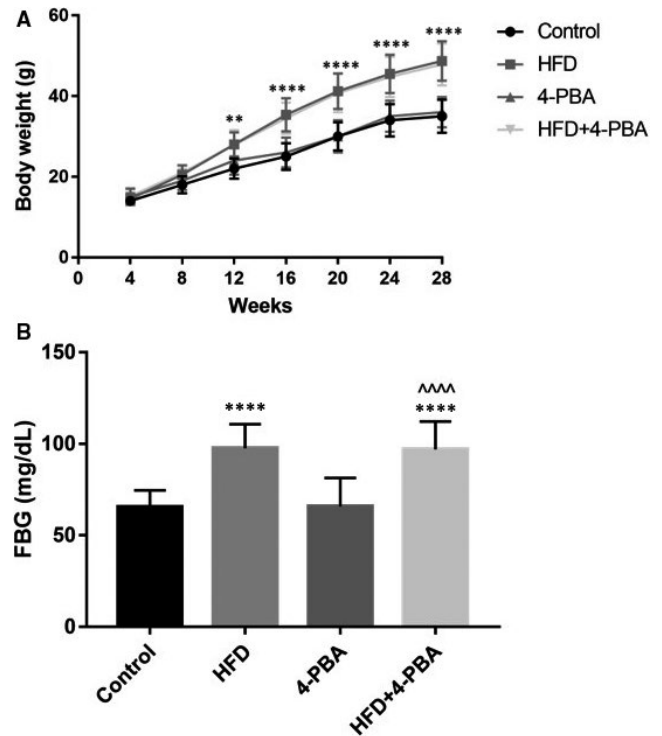 A
Body weight (g)
60
40
20
0
**
****
****
****
****
0 4 8 12 16 20 24 28
Weeks
Control
HFD
4-PBA
HFD+4-PBA
B
FBG (mg/dL)
150
100
50
0
****
^^^^
****
Control
HFD
4-PBA
HFD+4-PBA